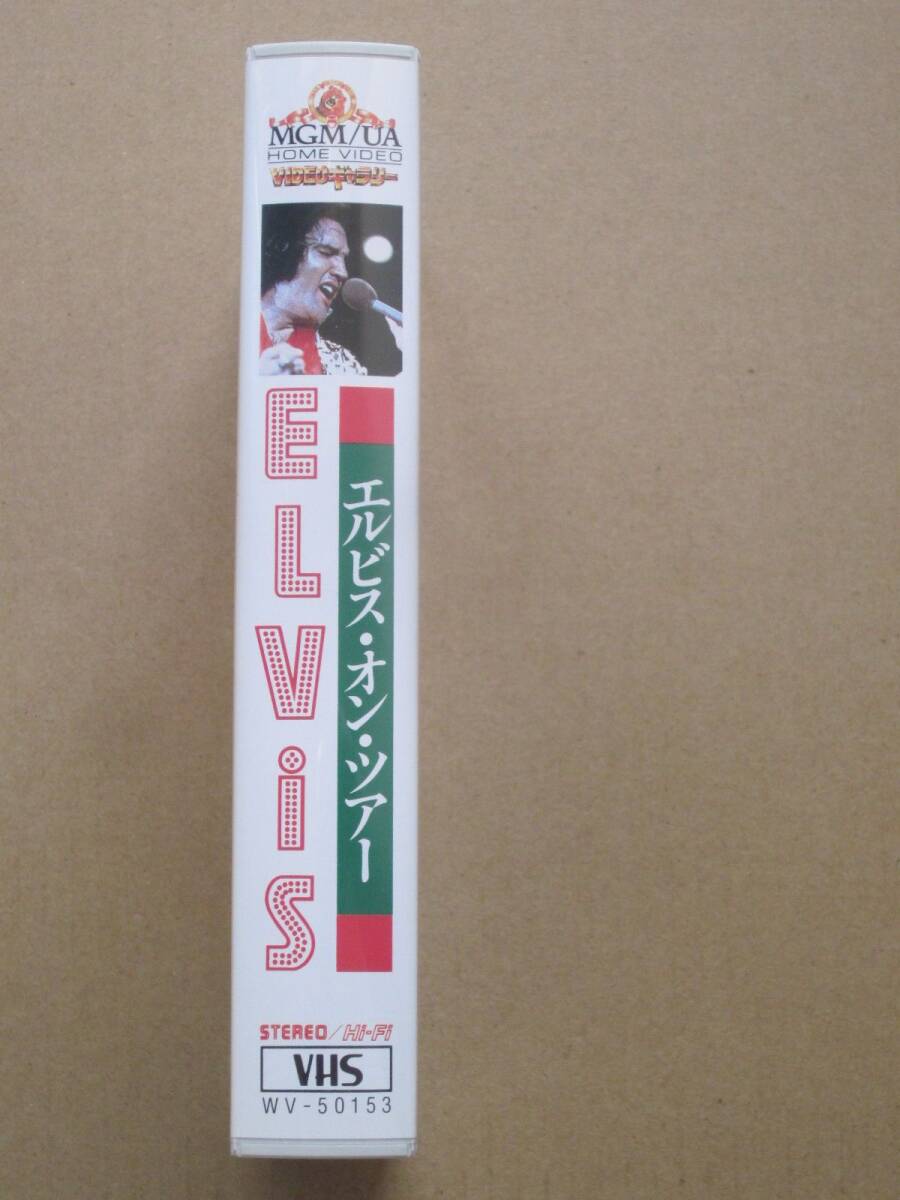 MGM/UA
HOME VIDEO
VIDEOギャラリー
ELViS
エルビス・オン・ツアー
STEREO/Hi-Fi
VHS
WV-50153